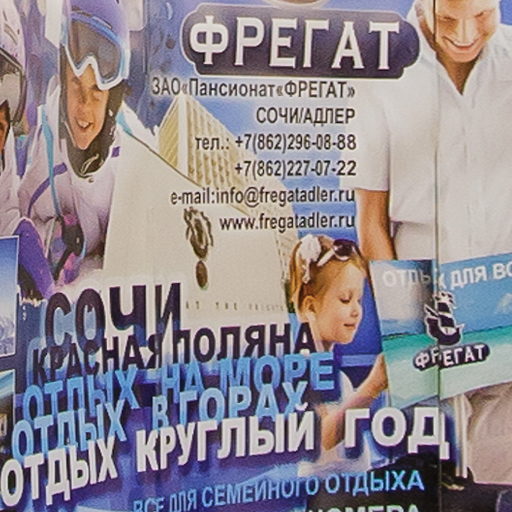 ФРЕГАТ
ЗАО«Пансионат«ФРЕГАТ»
СОЧИ/АДЛЕР
тел.: +7(862)296-08-88
+7(862)227-07-22
e-mail:info@fregatadler.ru
www.fregatadler.ru
ОТДЫХ ДЛЯ ВС
ФРЕГАТ
СОЧИ
КРАСНАЯ ПОЛЯНА
ОТДЫХ НА МОРЕ
ОТДЫХ В ГОРАХ
ОТДЫХ КРУГЛЫЙ ГОД
ВСЕ ДЛЯ СЕМЕЙНОГО ОТДЫХА
НОМЕРА